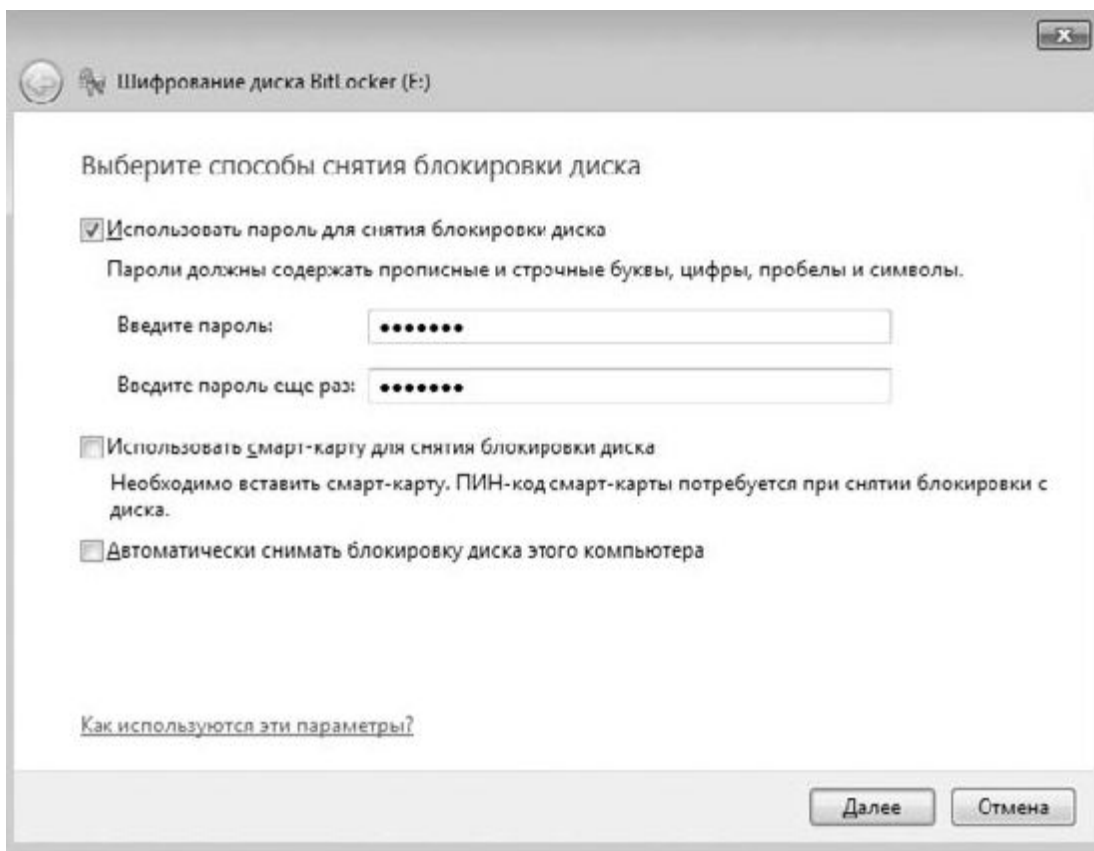 Шифрование диска BitLocker (E:)
Выберите способы снятия блокировки диска
Использовать пароль для снятия блокировки диска
Пароли должны содержать прописные и строчные буквы, цифры, пробелы и символы.
Введите пароль: •••••••
Введите пароль еще раз: •••••••
Использовать смарт-карту для снятия блокировки диска
Необходимо вставить смарт-карту. ПИН-код смарт-карты потребуется при снятии блокировки с
диска.
Автоматически снимать блокировку диска этого компьютера
Как используются эти параметры?
Далее Отмена